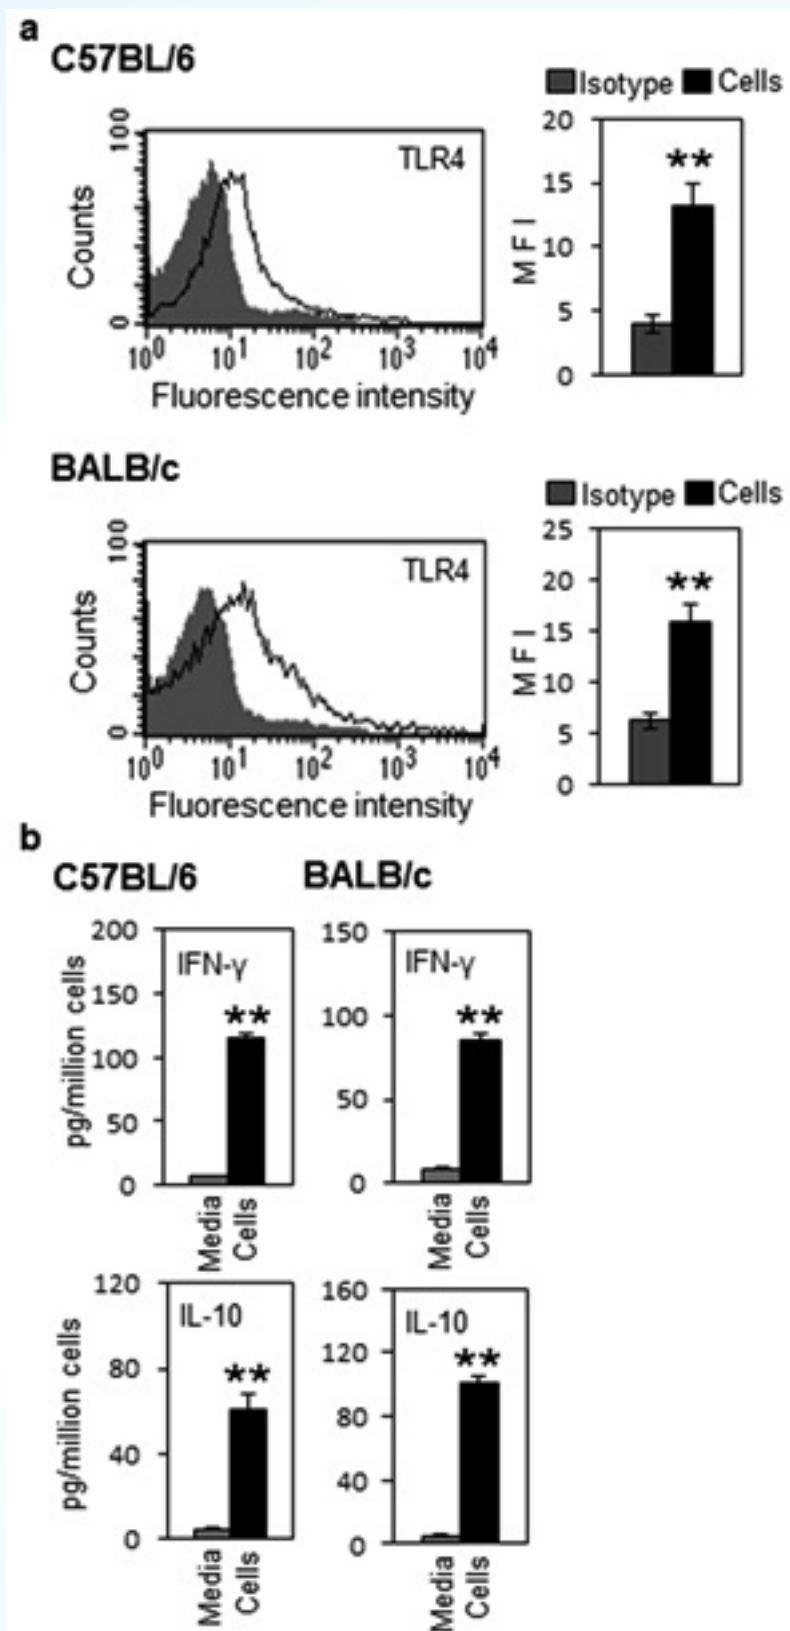 a
C57BL/6
Isotype Cells
100
Counts
0
TLR4
10^0 10^1 10^2 10^3 10^4
Fluorescence intensity
20
15
10
5
0
M F I
**
BALB/c
Isotype Cells
100
Counts
0
TLR4
10^0 10^1 10^2 10^3 10^4
Fluorescence intensity
25
20
15
10
5
0
M F I
**
b
C57BL/6 BALB/c
200
150
100
50
0
pg/million cells
IFN-γ
**
Media
Cells
150
100
50
0
IFN-γ
**
Media
Cells
120
80
40
0
pg/million cells
IL-10
**
Media
Cells
160
120
80
40
0
IL-10
**
Media
Cells